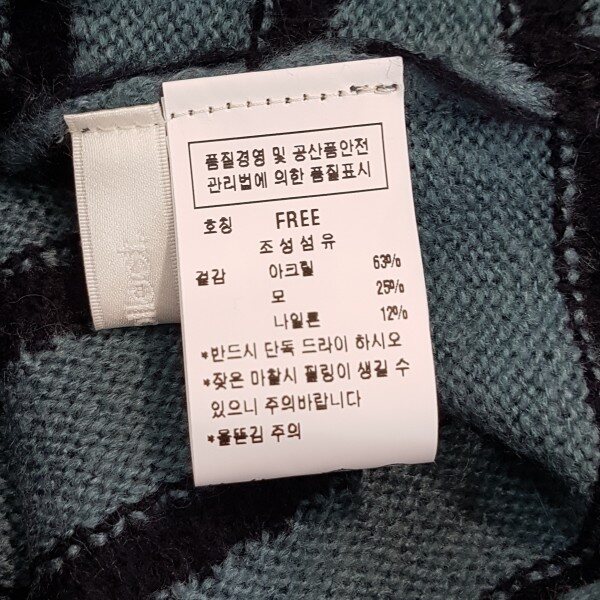 품질경영 및 공산품안전
관리법에 의한 품질표시
호칭 FREE
조성섬유
겉감 아크릴 63%
모 25%
나일론 12%
*반드시 단독 드라이 하시오
*잦은 마찰시 필링이 생길 수
있으니 주의바랍니다
*올뜯김 주의